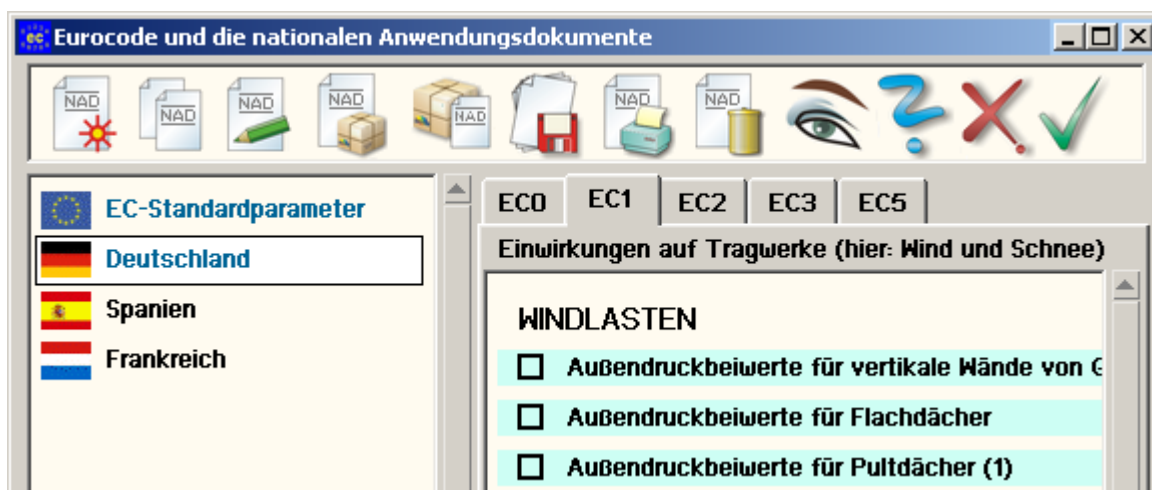 ec Eurocode und die nationalen Anwendungsdokumente
NAD NAD NAD NAD NAD NAD NAD
EC-Standardparameter
Deutschland
Spanien
Frankreich
EC0 EC1 EC2 EC3 EC5
Einwirkungen auf Tragwerke (hier: Wind und Schnee)
WINDLASTEN
Außendruckbeiwerte für vertikale Wände von
Außendruckbeiwerte für Flachdächer
Außendruckbeiwerte für Pultdächer (1)